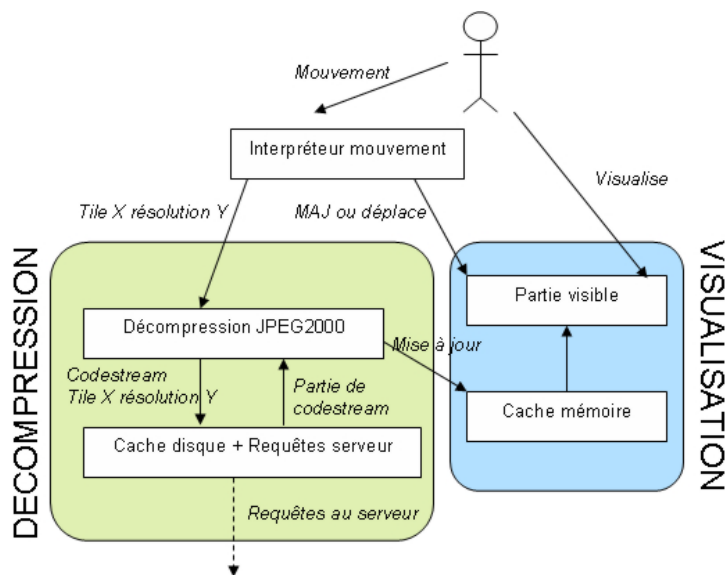 Mouvement
Interpréteur mouvement
Visualise
Tile X résolution Y
MAJ ou déplace
DECOMPRESSION
VISUALISATION
Partie visible
Décompression JPEG2000
Mise à jour
Codestream
Tile X résolution Y
Partie de
codestream
Cache mémoire
Cache disque + Requêtes serveur
Requêtes au serveur